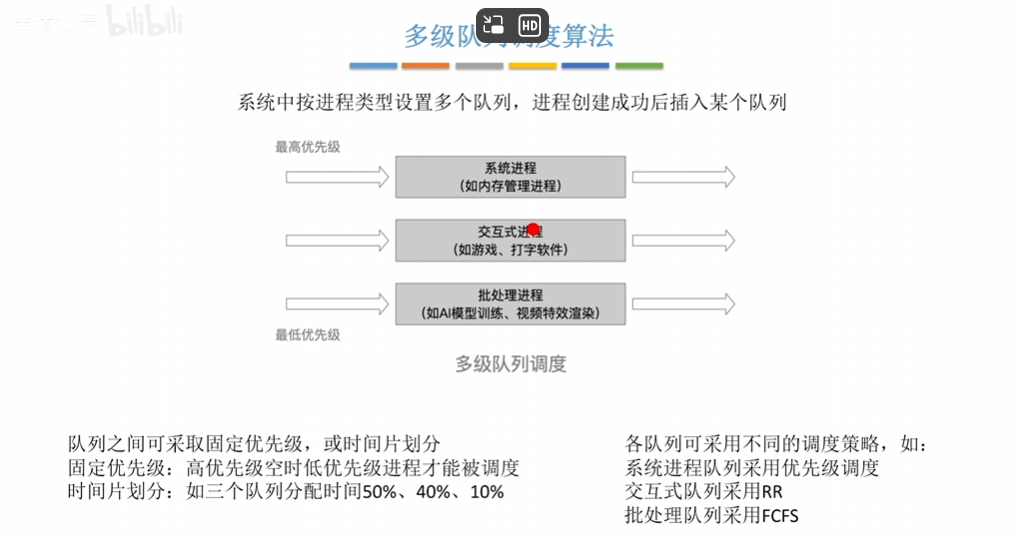 bilibili
HD
多级队列调度算法
系统中按进程类型设置多个队列，进程创建成功后插入某个队列
最高优先级
系统进程
（如内存管理进程）
交互式进程
（如游戏、打字软件）
批处理进程
（如AI模型训练、视频特效渲染）
最低优先级
多级队列调度
队列之间可采取固定优先级，或时间片划分
固定优先级：高优先级空时低优先级进程才能被调度
时间片划分：如三个队列分配时间50%、40%、10%
各队列可采用不同的调度策略，如：
系统进程队列采用优先级调度
交互式队列采用RR
批处理队列采用FCFS